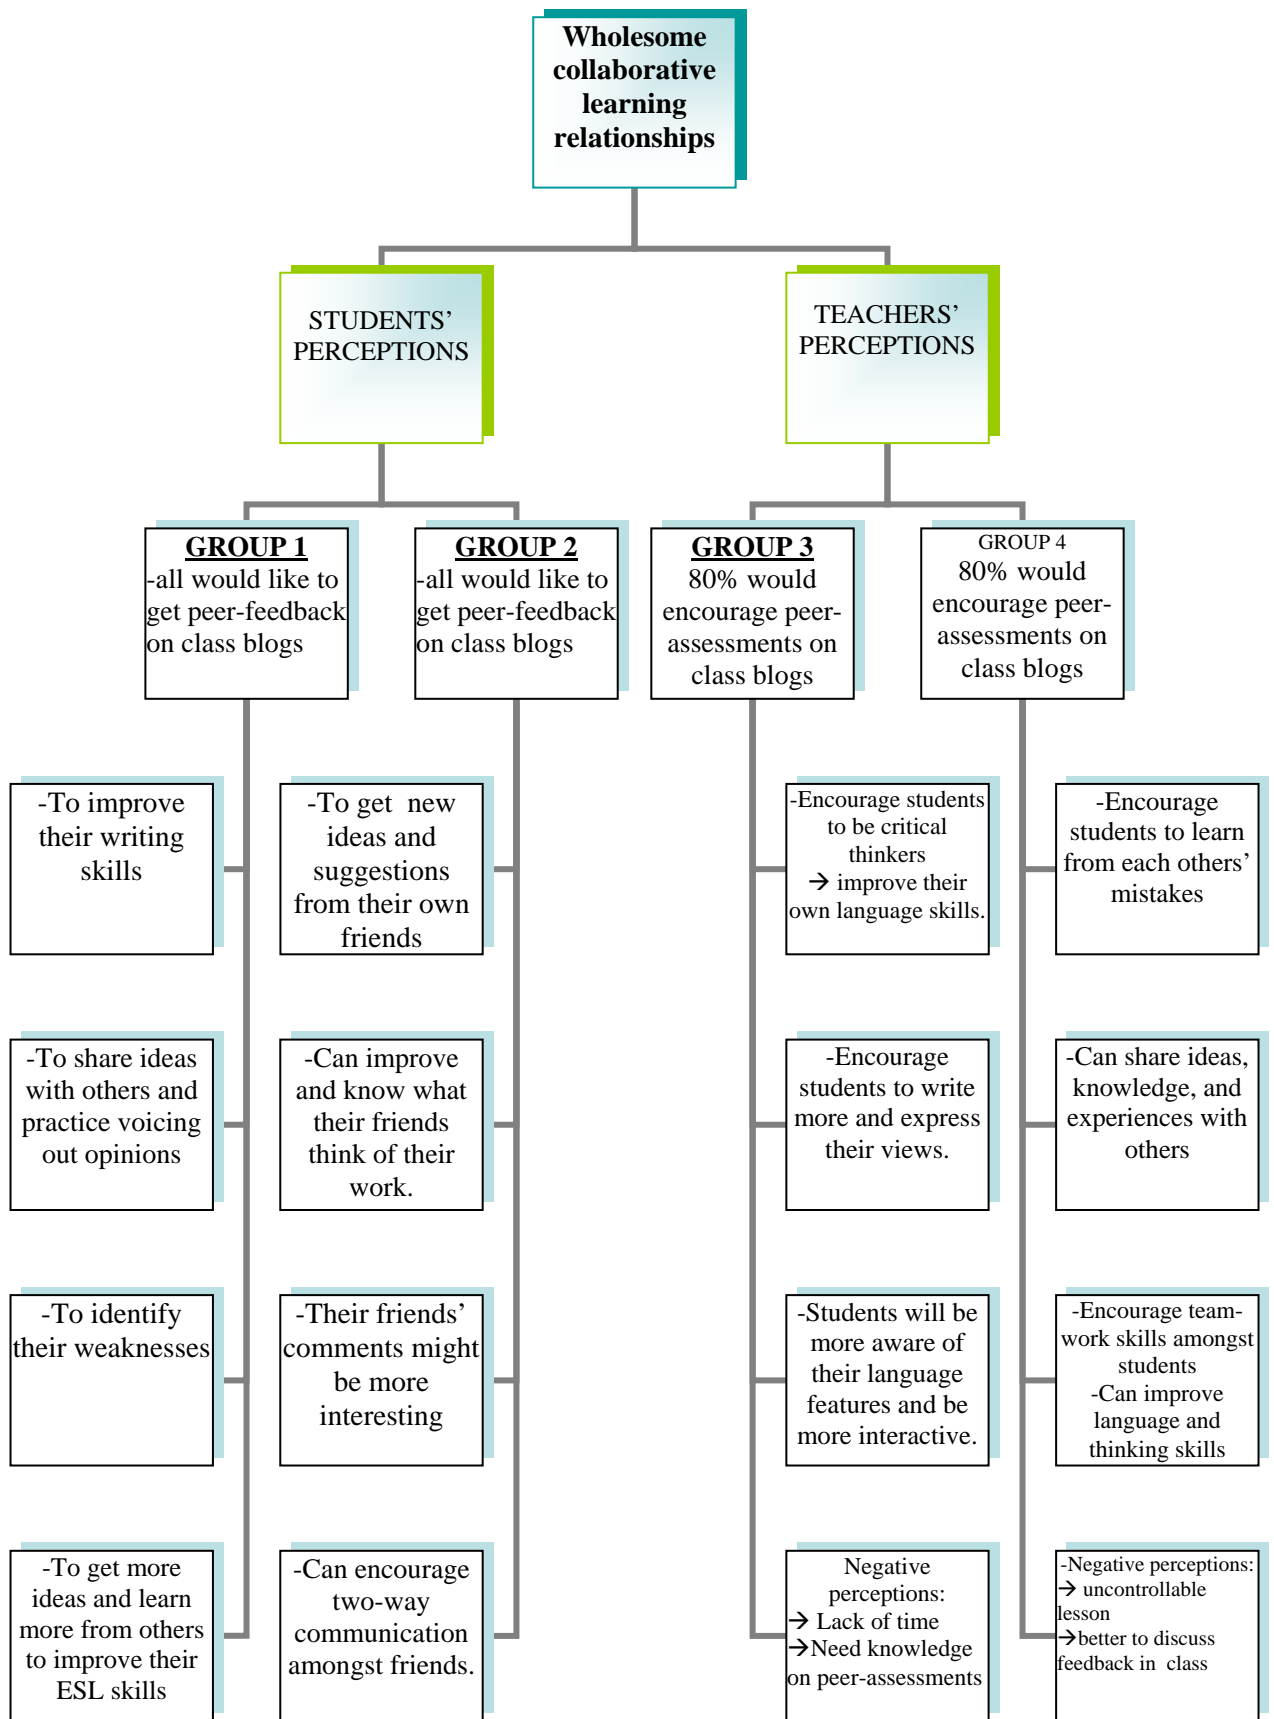 Wholesome
collaborative
learning
relationships
STUDENTS’
PERCEPTIONS
TEACHERS’
PERCEPTIONS
GROUP 1
-all would like to
get peer-feedback
on class blogs
GROUP 2
-all would like to
get peer-feedback
on class blogs
GROUP 3
80% would
encourage peer-
assessments on
class blogs
GROUP 4
80% would
encourage peer-
assessments on
class blogs
-To improve
their writing
skills
-To get  new
ideas and
suggestions
from their own
friends
-Encourage students
to be critical
thinkers
→ improve their
own language skills.
-Encourage
students to learn
from each others’
mistakes
-To share ideas
with others and
practice voicing
out opinions
-Can improve
and know what
their friends
think of their
work.
-Encourage
students to write
more and express
their views.
-Can share ideas,
knowledge, and
experiences with
others
-To identify
their weaknesses
-Their friends’
comments might
be more
interesting
-Students will be
more aware of
their language
features and be
more interactive.
-Encourage team-
work skills amongst
students
-Can improve
language and
thinking skills
-To get more
ideas and learn
more from others
to improve their
ESL skills
-Can encourage
two-way
communication
amongst friends.
Negative
perceptions:
→ Lack of time
→Need knowledge
on peer-assessments
-Negative perceptions:
→ uncontrollable
lesson
→better to discuss
feedback in  class